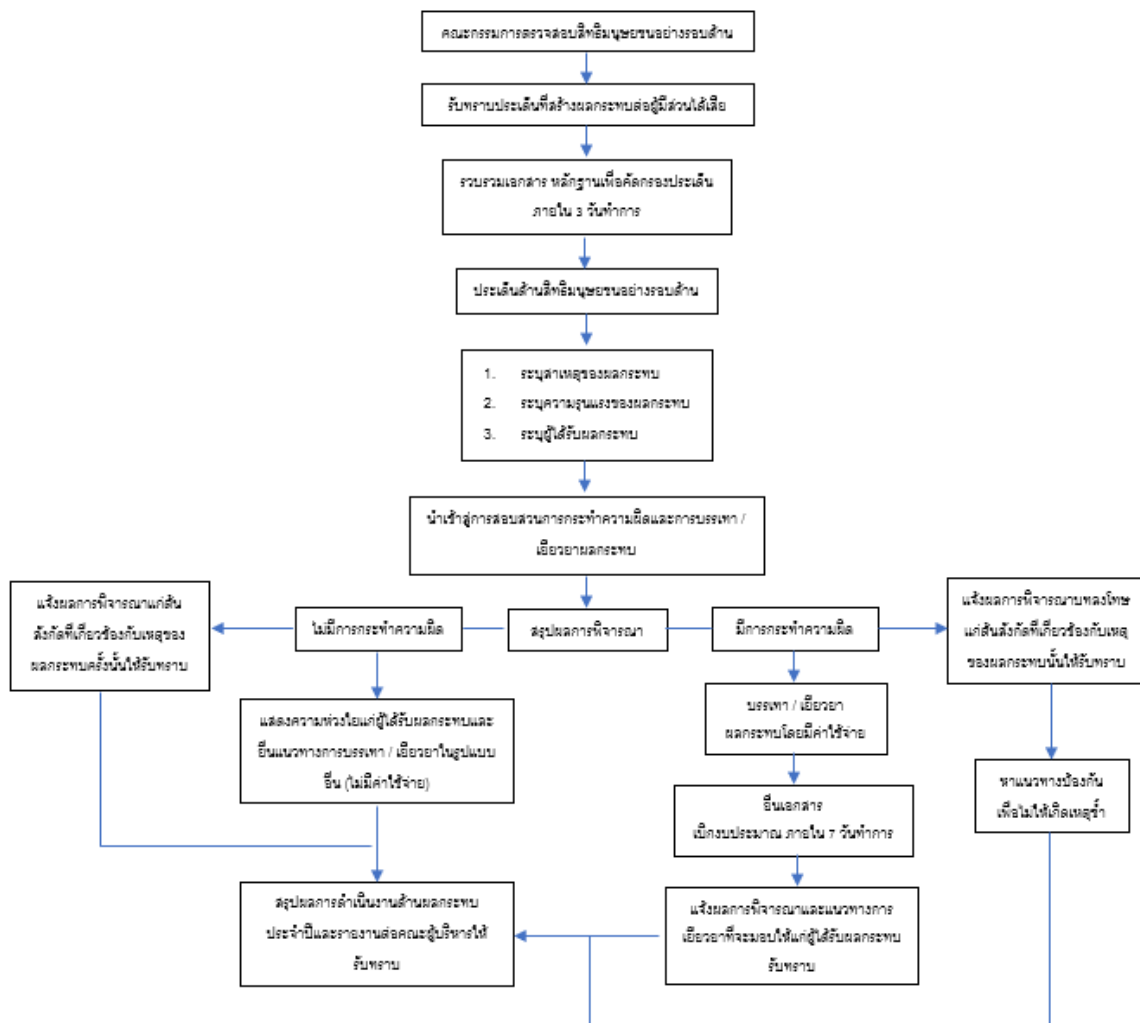 คณะกรรมการตรวจสอบสิทธิมนุษยชนอย่างรอบด้าน
รับทราบประเด็นที่สร้างผลกระทบต่อผู้มีส่วนได้เสีย
รวบรวมเอกสาร หลักฐานเพื่อคัดกรองประเด็น
ภายใน 3 วันทำการ
ประเด็นด้านสิทธิมนุษยชนอย่างรอบด้าน
1. ระบุสาเหตุของผลกระทบ
2. ระบุความรุนแรงของผลกระทบ
3. ระบุผู้ได้รับผลกระทบ
นำเข้าสู่การสอบสวนการกระทำความผิดและการบรรเทา /
เยียวยาผลกระทบ
แจ้งผลการพิจารณาแก่ต้น
สังกัดที่เกี่ยวข้องกับเหตุของ
ผลกระทบครั้งนั้นให้รับทราบ
ไม่มีการกระทำความผิด
สรุปผลการพิจารณา
มีการกระทำความผิด
แจ้งผลการพิจารณาบทลงโทษ
แก่ต้นสังกัดที่เกี่ยวข้องกับเหตุ
ของผลกระทบนั้นให้รับทราบ
แสดงความห่วงใยแก่ผู้ได้รับผลกระทบและ
ยื่นแนวทางการบรรเทา / เยียวยาในรูปแบบ
อื่น (ไม่มีค่าใช้จ่าย)
บรรเทา / เยียวยา
ผลกระทบโดยมีค่าใช้จ่าย
หาแนวทางป้องกัน
เพื่อไม่ให้เกิดเหตุซ้ำ
ยื่นเอกสาร
เบิกงบประมาณ ภายใน 7 วันทำการ
สรุปผลการดำเนินงานด้านผลกระทบ
ประจำปีและรายงานต่อคณะผู้บริหารให้
รับทราบ
แจ้งผลการพิจารณาและแนวทางการ
เยียวยาที่จะมอบให้แก่ผู้ได้รับผลกระทบ
รับทราบ